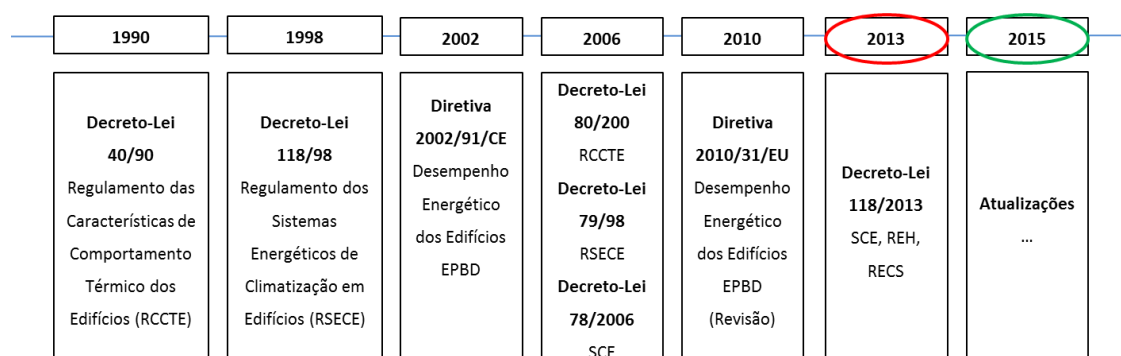 1990
1998
2002
2006
2010
2013
2015
Decreto-Lei
40/90
Regulamento das
Características de
Comportamento
Térmico dos
Edifícios (RCCTE)
Decreto-Lei
118/98
Regulamento dos
Sistemas
Energéticos de
Climatização em
Edifícios (RSECE)
Diretiva
2002/91/CE
Desempenho
Energético
dos Edifícios
EPBD
Decreto-Lei
80/200
RCCTE
Decreto-Lei
79/98
RSECE
Decreto-Lei
78/2006
SCE
Diretiva
2010/31/EU
Desempenho
Energético
dos Edifícios
EPBD
(Revisão)
Decreto-Lei
118/2013
SCE, REH,
RECS
Atualizações
...